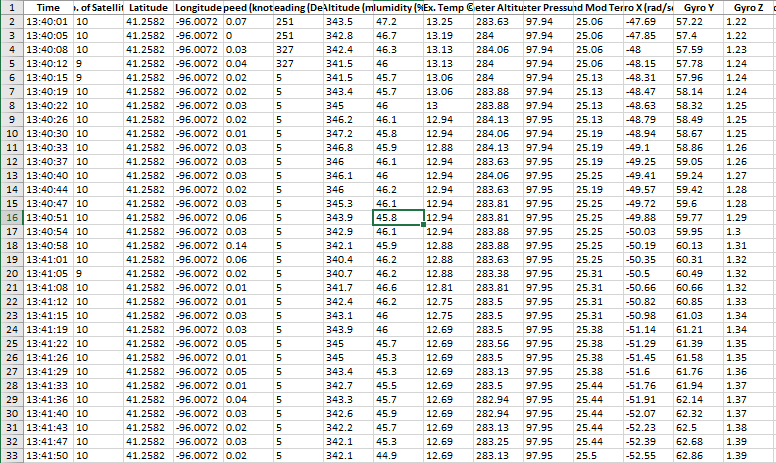 1 Time o. of Satellit Latitude Longitude peed (knot eading (De Altitude (m umidity (% Ex. Temp eter Altitu eter Pressu nd Mod Ter ro X (rad/s Gyro Y Gyro Z
2 13:40:01 10 41.2582 -96.0072 0.07 251 343.5 47.2 13.25 283.63 97.94 25.06 -47.69 57.22 1.22
3 13:40:05 10 41.2582 -96.0072 0 251 342.8 46.7 13.19 284 97.94 25.06 -47.85 57.4 1.22
4 13:40:08 10 41.2582 -96.0072 0.03 327 342.4 46.3 13.13 284.06 97.94 25.06 -48 57.59 1.23
5 13:40:12 9 41.2582 -96.0072 0.04 327 341.5 46 13.13 284 97.94 25.06 -48.15 57.78 1.24
6 13:40:15 9 41.2582 -96.0072 0.02 5 341.5 45.7 13.06 284 97.94 25.13 -48.31 57.96 1.24
7 13:40:19 10 41.2582 -96.0072 0.02 5 343.4 45.7 13.06 283.88 97.94 25.13 -48.47 58.14 1.24
8 13:40:22 10 41.2582 -96.0072 0.03 5 345 46 13 283.88 97.94 25.13 -48.63 58.32 1.25
9 13:40:26 10 41.2582 -96.0072 0.02 5 346.2 46.1 12.94 284.13 97.95 25.13 -48.79 58.49 1.25
10 13:40:30 10 41.2582 -96.0072 0.01 5 347.2 45.8 12.94 284.06 97.94 25.19 -48.94 58.67 1.25
11 13:40:33 10 41.2582 -96.0072 0.03 5 346.8 45.9 12.88 284.13 97.94 25.19 -49.1 58.86 1.26
12 13:40:37 10 41.2582 -96.0072 0.03 5 346 46.1 12.94 283.63 97.95 25.19 -49.25 59.05 1.26
13 13:40:40 10 41.2582 -96.0072 0.03 5 346.1 46 12.94 284.06 97.95 25.25 -49.41 59.24 1.27
14 13:40:44 10 41.2582 -96.0072 0.02 5 346 46.2 12.94 283.63 97.95 25.19 -49.57 59.42 1.28
15 13:40:47 10 41.2582 -96.0072 0.03 5 345.3 46.1 12.94 283.81 97.95 25.25 -49.72 59.6 1.28
16 13:40:51 10 41.2582 -96.0072 0.06 5 343.9 45.8 12.94 283.81 97.95 25.25 -49.88 59.77 1.29
17 13:40:54 10 41.2582 -96.0072 0.03 5 342.9 46.1 12.94 283.88 97.95 25.25 -50.03 59.95 1.3
18 13:40:58 10 41.2582 -96.0072 0.14 5 342.1 45.9 12.88 283.88 97.95 25.25 -50.19 60.13 1.31
19 13:41:01 10 41.2582 -96.0072 0.06 5 340.4 46.2 12.88 283.63 97.95 25.25 -50.35 60.31 1.32
20 13:41:05 9 41.2582 -96.0072 0.02 5 340.7 46.2 12.88 283.38 97.95 25.31 -50.5 60.49 1.32
21 13:41:08 10 41.2582 -96.0072 0.01 5 341.7 46.6 12.81 283.81 97.95 25.31 -50.66 60.66 1.32
22 13:41:12 10 41.2582 -96.0072 0.01 5 342.4 46.2 12.75 283.5 97.95 25.31 -50.82 60.85 1.33
23 13:41:15 10 41.2582 -96.0072 0.03 5 343.1 46 12.75 283.5 97.95 25.31 -50.98 61.03 1.34
24 13:41:19 10 41.2582 -96.0072 0.03 5 343.9 46 12.69 283.5 97.95 25.38 -51.14 61.21 1.34
25 13:41:22 10 41.2582 -96.0072 0.05 5 345 45.7 12.69 283.56 97.95 25.38 -51.29 61.39 1.35
26 13:41:26 10 41.2582 -96.0072 0.01 5 345 45.3 12.69 283.5 97.95 25.38 -51.45 61.58 1.35
27 13:41:29 10 41.2582 -96.0072 0.05 5 343.4 45.3 12.69 283.13 97.95 25.38 -51.6 61.76 1.36
28 13:41:33 10 41.2582 -96.0072 0.01 5 342.7 45.5 12.69 283.5 97.95 25.44 -51.76 61.94 1.37
29 13:41:36 10 41.2582 -96.0072 0.04 5 343.3 45.7 12.69 282.94 97.95 25.44 -51.91 62.14 1.37
30 13:41:40 10 41.2582 -96.0072 0.03 5 342.6 45.9 12.69 282.94 97.95 25.44 -52.07 62.32 1.37
31 13:41:43 10 41.2582 -96.0072 0.02 5 342.2 45.7 12.69 283.13 97.95 25.44 -52.23 62.5 1.38
32 13:41:47 10 41.2582 -96.0072 0.03 5 342.1 45.3 12.69 283.25 97.95 25.44 -52.39 62.68 1.39
33 13:41:50 10 41.2582 -96.0072 0.02 5 342.1 44.9 12.69 283.13 97.95 25.5 -52.55 62.86 1.39